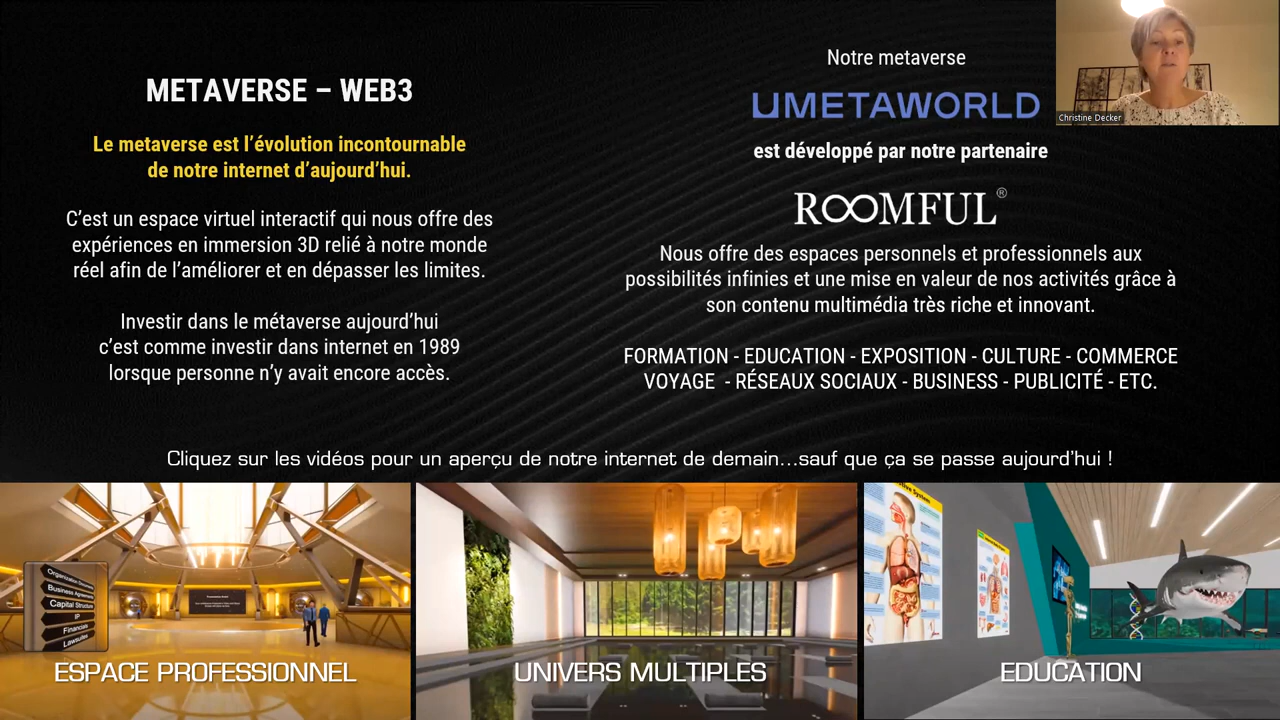 METAVERSE – WEB3
Le metaverse est l'évolution incontournable
de notre internet d'aujourd'hui.
C'est un espace virtuel interactif qui nous offre des
expériences en immersion 3D relié à notre monde
réel afin de l'améliorer et en dépasser les limites.
Investir dans le métaverse aujourd'hui
c'est comme investir dans internet en 1989
lorsque personne n'y avait encore accès.
Notre metaverse
UMETAWORLD
est développé par notre partenaire
ROOMFUL®
Nous offre des espaces personnels et professionnels aux
possibilités infinies et une mise en valeur de nos activités grâce à
son contenu multimédia très riche et innovant.
FORMATION - EDUCATION - EXPOSITION - CULTURE - COMMERCE
VOYAGE - RÉSEAUX SOCIAUX - BUSINESS - PUBLICITÉ - ETC.
Christine Decker
Cliquez sur les vidéos pour un aperçu de notre internet de demain...sauf que ça se passe aujourd'hui !
Organization Documents
Business Agreements
Capital Structure
IP
Financials
Lawsuites
ESPACE PROFESSIONNEL
UNIVERS MULTIPLES
System
EDUCATION